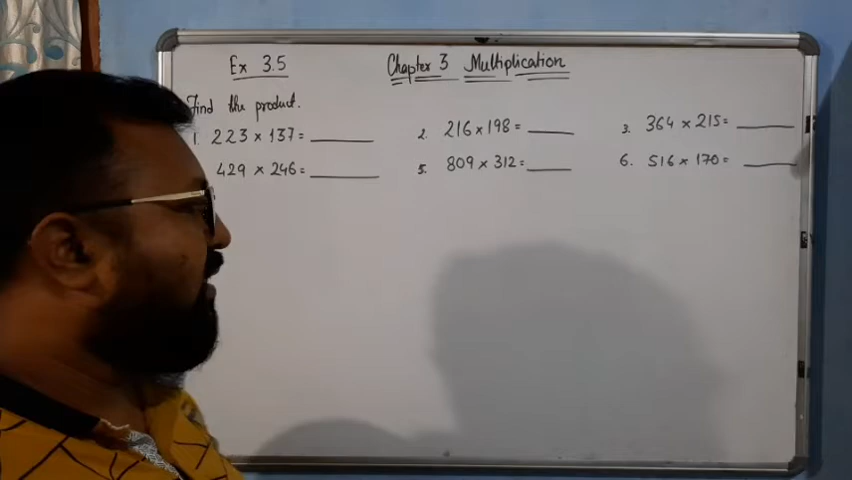 Ex 3.5 Chapter 3 Multiplication
Find the product.
1. 223 × 137 = ______ 2. 216 × 198 = ______ 3. 364 × 215 = ______
429 × 246 = ______ 5. 809 × 312 = ______ 6. 516 × 170 = ______